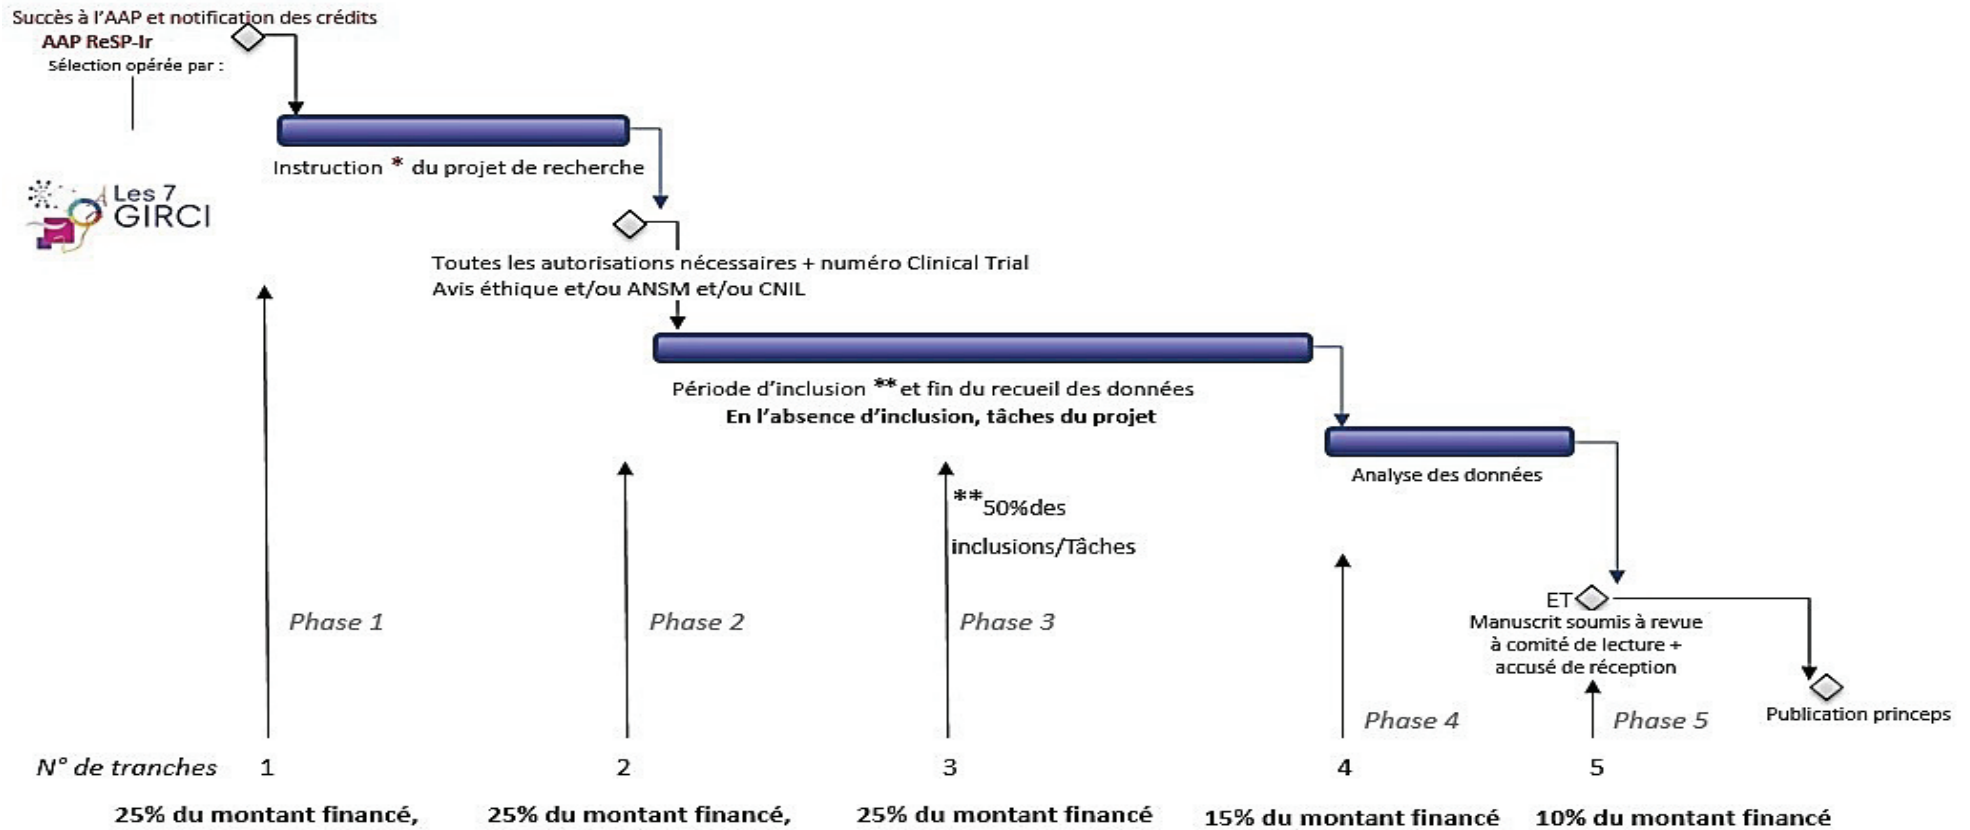 Succès à l’AAP et notification des crédits
AAP ReSP-Ir
Sélection opérée par :
Les 7
GIRCI
Instruction * du projet de recherche
Toutes les autorisations nécessaires + numéro Clinical Trial
Avis éthique et/ou ANSM et/ou CNIL
Période d’inclusion ** et fin du recueil des données
En l’absence d’inclusion, tâches du projet
Analyse des données
**50%des
inclusions/Tâches
ET
Manuscrit soumis à revue
à comité de lecture +
accusé de réception
Publication princeps
Phase 1
Phase 2
Phase 3
Phase 4
Phase 5
N° de tranches 1 2 3 4 5
25% du montant financé, 25% du montant financé, 25% du montant financé 15% du montant financé 10% du montant financé